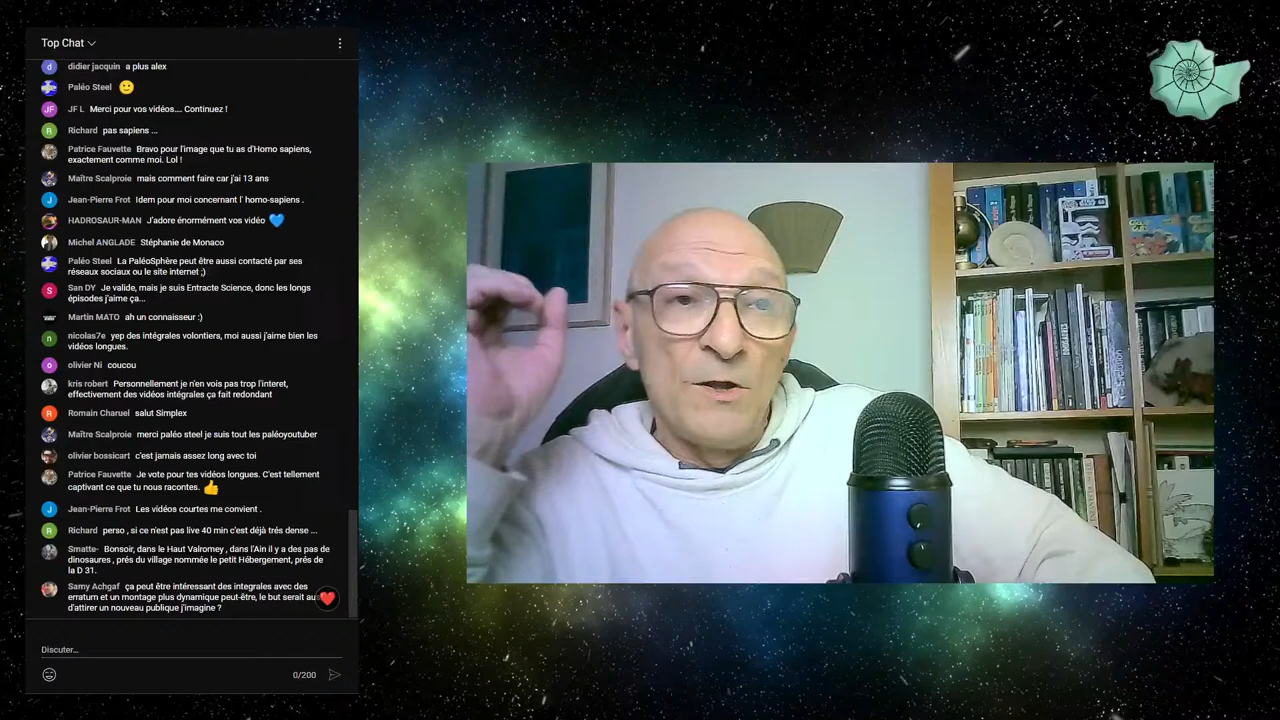 Top Chat
didier jacquin a plus alex
Paléo Steel
JF L Merci pour vos vidéos.... Continuez !
Richard pas sapiens ...
Patrice Fauvette Bravo pour l'image que tu as d'Homo sapiens,
exactement comme moi. Lol !
Maître Scalproie mais comment faire car j'ai 13 ans
Jean-Pierre Frot Idem pour moi concernant l' homo-sapiens .
HADROSAUR-MAN J'adore énormément vos vidéo
Michel ANGLADE Stéphanie de Monaco
Paléo Steel La PaléoSphère peut être aussi contacté par ses
réseaux sociaux ou le site internet ;)
San DY Je valide, mais je suis Entracte Science, donc les longs
épisodes j'aime ça...
Martin MATO ah un connaisseur :)
nicolas7e yep des intégrales volontiers, moi aussi j'aime bien les
vidéos longues.
olivier Ni coucou
kris robert Personnellement je n'en vois pas trop l'interet,
effectivement des vidéos intégrales ça fait redondant
Romain Charuel salut Simplex
Maître Scalproie merci paléo steel je suis tout les paléoyoutuber
olivier bossicart c'est jamais assez long avec toi
Patrice Fauvette Je vote pour tes vidéos longues. C'est tellement
captivant ce que tu nous racontes.
Jean-Pierre Frot Les vidéos courtes me convient .
Richard perso , si ce n'est pas live 40 min c'est déjà très dense ...
Smatte- Bonsoir, dans le Haut Valromey , dans l'Ain il y a des pas de
dinosaures , prés du village nommée le petit Hébergement, prés de
la D 31.
Samy Achgaf ça peut être intéressant des integrales avec des
erratum et un montage plus dynamique peut-être, le but serait au
d'attirer un nouveau publique j'imagine ?
Discuter...
0/200